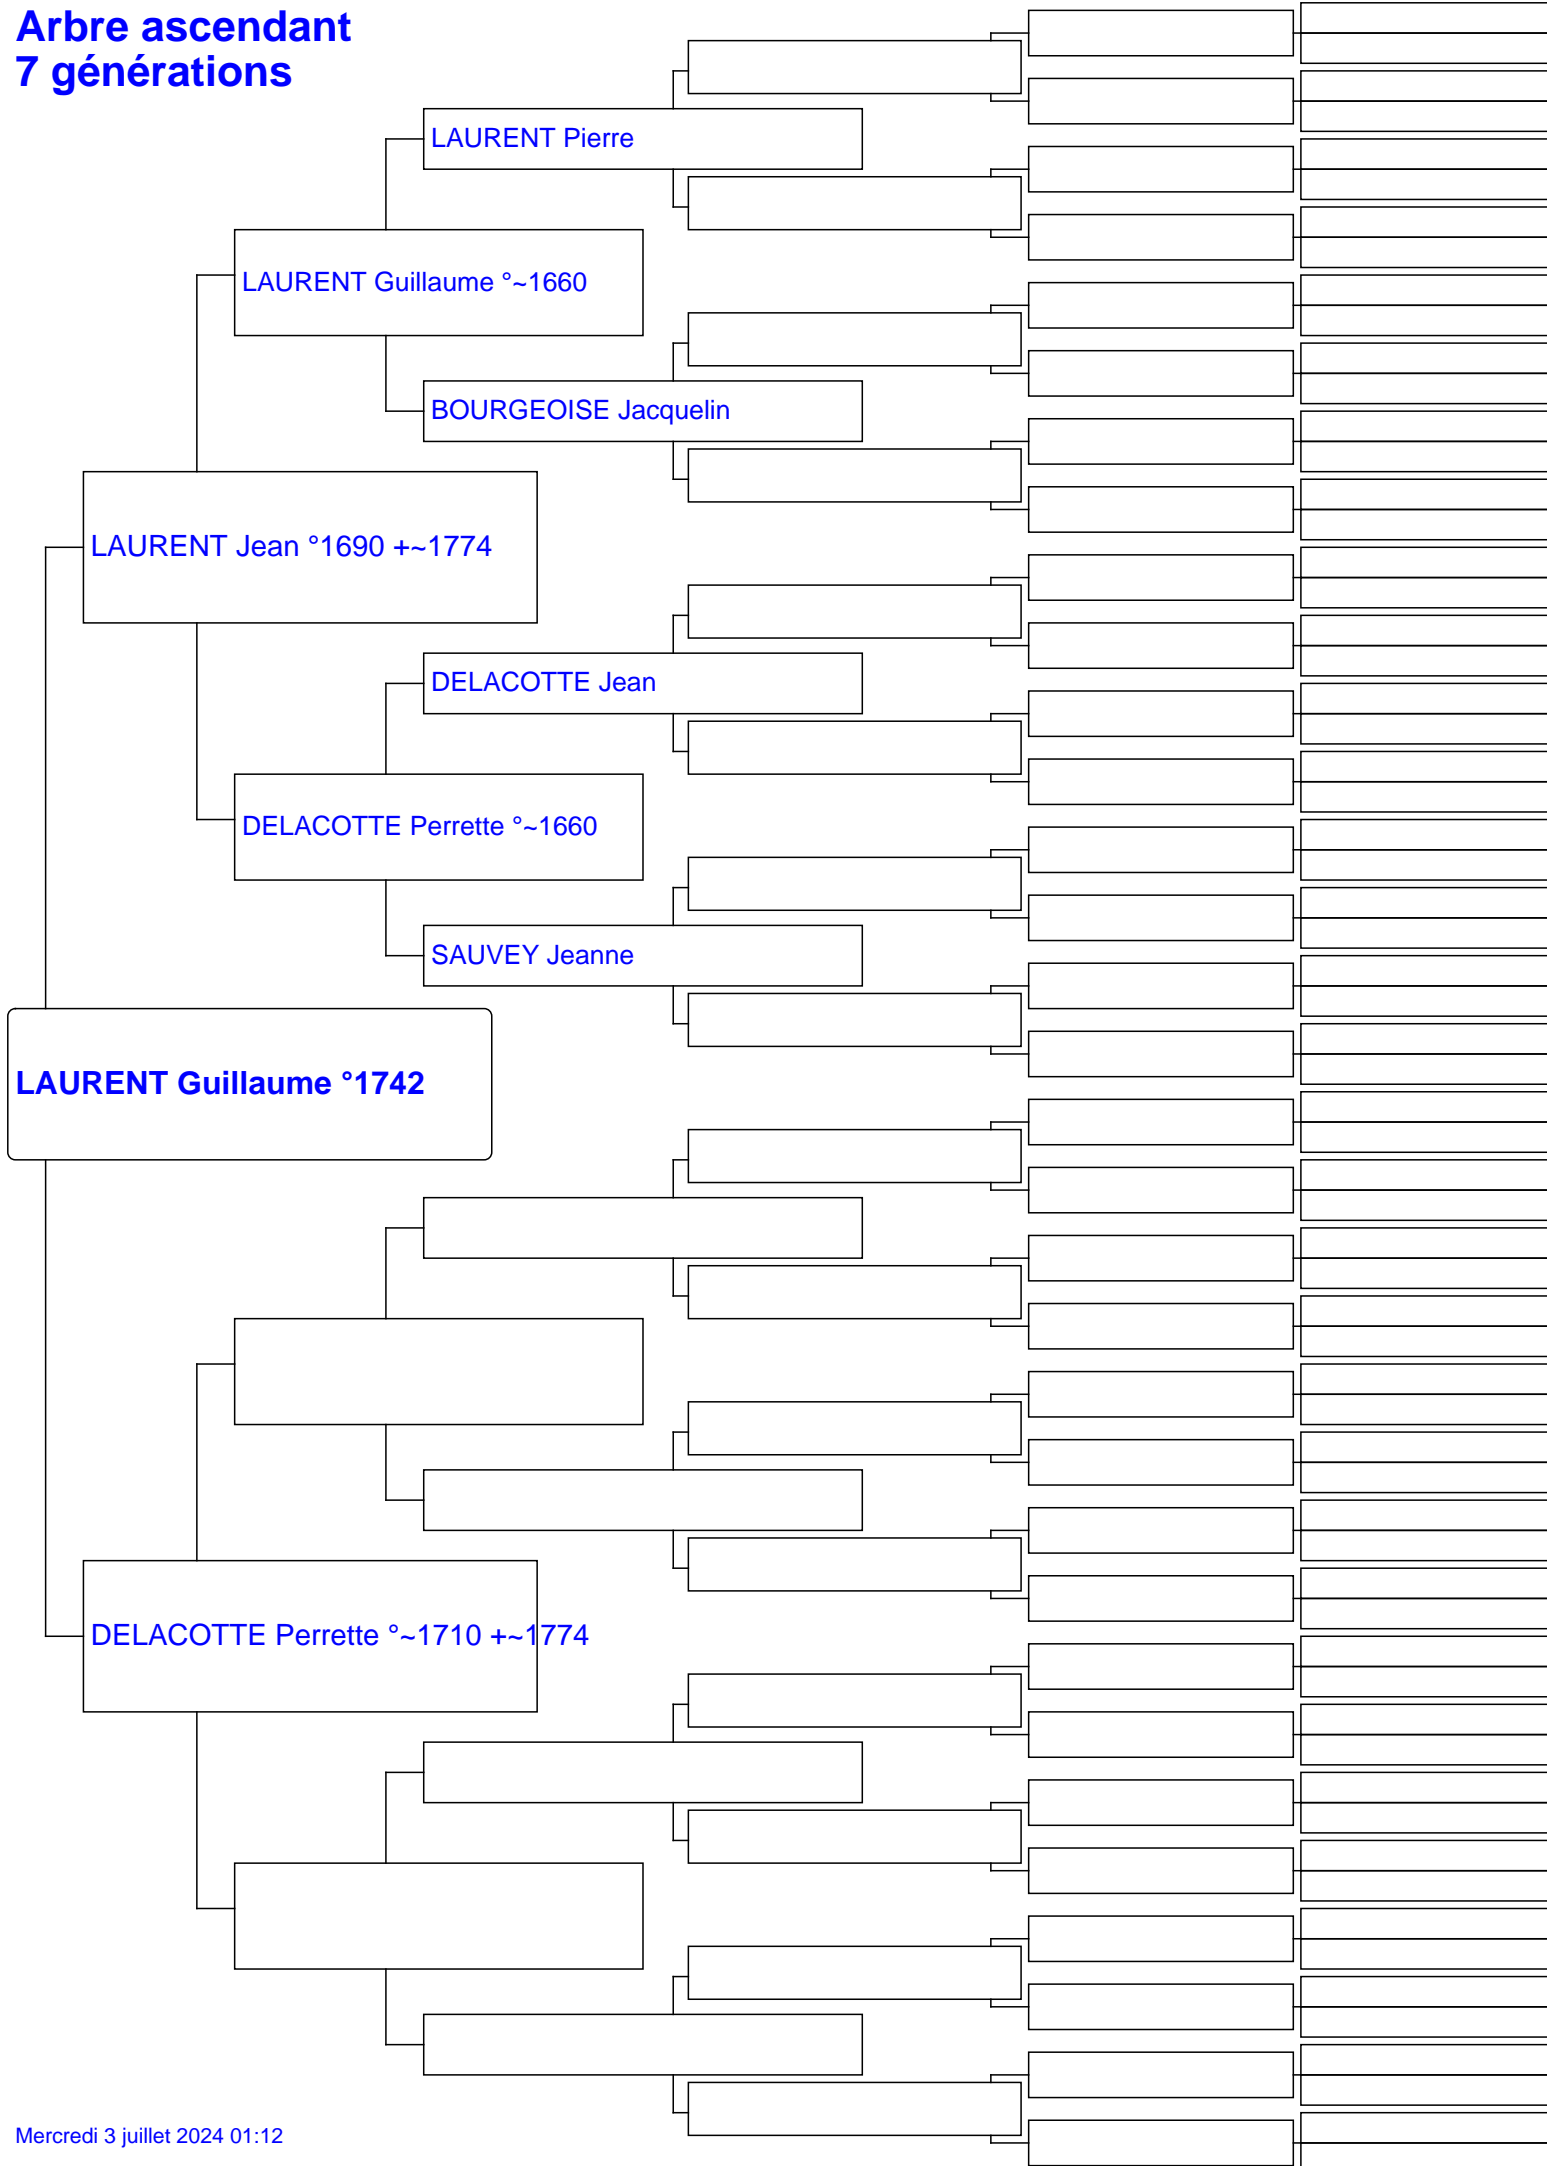 Arbre ascendant
7 générations
LAURENT Pierre
LAURENT Guillaume °~1660
BOURGEOISE Jacquelin
LAURENT Jean °1690 +~1774
DELACOTTE Jean
DELACOTTE Perrette °~1660
SAUVEY Jeanne
LAURENT Guillaume °1742
DELACOTTE Perrette °~1710 +~1774
Mercredi 3 juillet 2024 01:12